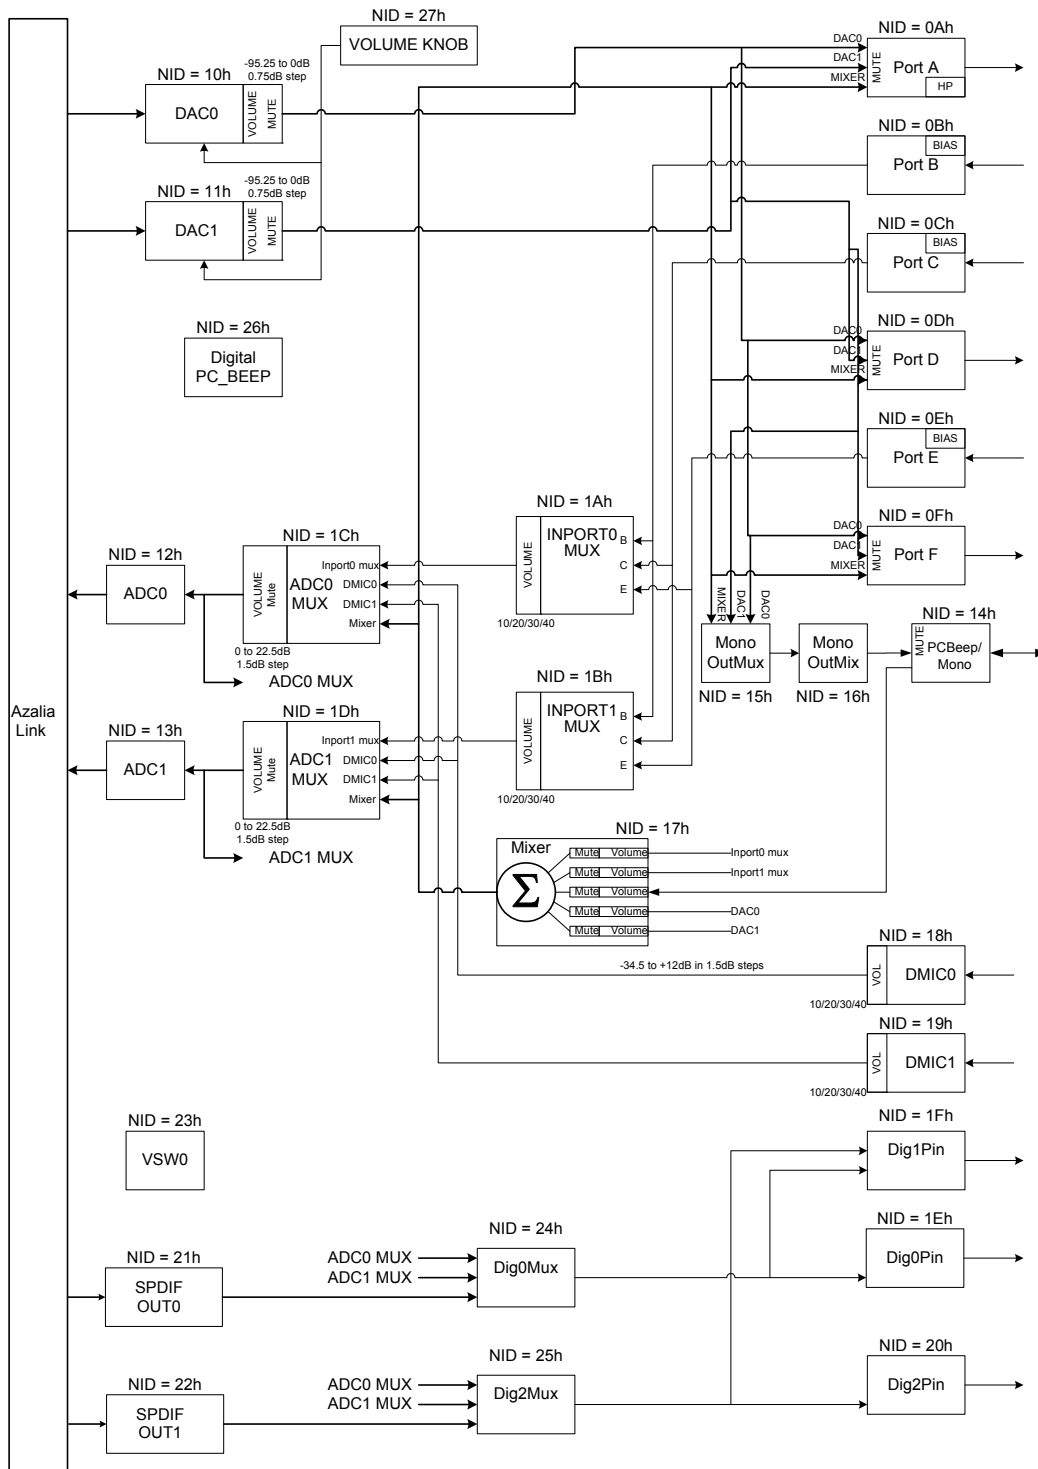 NID = 27h
VOLUME KNOB
NID = 0Ah
DAC0
DAC1
MIXER
MUTE
Port A
HP
NID = 10h
-95.25 to 0dB
0.75dB step
DAC0
VOLUME
MUTE
NID = 0Bh
BIAS
Port B
NID = 11h
-95.25 to 0dB
0.75dB step
DAC1
VOLUME
MUTE
NID = 0Ch
BIAS
Port C
NID = 26h
Digital
PC_BEEP
NID = 0Dh
DAC0
DAC1
MIXER
MUTE
Port D
NID = 0Eh
BIAS
Port E
NID = 1Ah
VOLUME
INPORT0
MUX
B
C
E
10/20/30/40
NID = 0Fh
DAC0
DAC1
MIXER
MUTE
Port F
NID = 12h
ADC0
NID = 1Ch
VOLUME
Mute
ADC0
MUX
Inport0 mux
DMIC0
DMIC1
Mixer
0 to 22.5dB
1.5dB step
ADC0 MUX
MIXER
DAC1
DAC0
Mono
OutMux
NID = 15h
Mono
OutMix
NID = 16h
NID = 14h
MUTE
PCBeep/
Mono
Azalia
Link
NID = 13h
ADC1
NID = 1Dh
VOLUME
Mute
ADC1
MUX
Inport1 mux
DMIC0
DMIC1
Mixer
0 to 22.5dB
1.5dB step
ADC1 MUX
NID = 1Bh
VOLUME
INPORT1
MUX
B
C
E
10/20/30/40
NID = 17h
Mixer
Σ
Mute Volume Inport0 mux
Mute Volume Inport1 mux
Mute Volume
Mute Volume DAC0
Mute Volume DAC1
-34.5 to +12dB in 1.5dB steps
NID = 18h
VOL
DMIC0
10/20/30/40
NID = 19h
VOL
DMIC1
10/20/30/40
NID = 23h
VSW0
NID = 1Fh
Dig1Pin
NID = 1Eh
Dig0Pin
NID = 21h
SPDIF
OUT0
ADC0 MUX
ADC1 MUX
NID = 24h
Dig0Mux
NID = 22h
SPDIF
OUT1
ADC0 MUX
ADC1 MUX
NID = 25h
Dig2Mux
NID = 20h
Dig2Pin